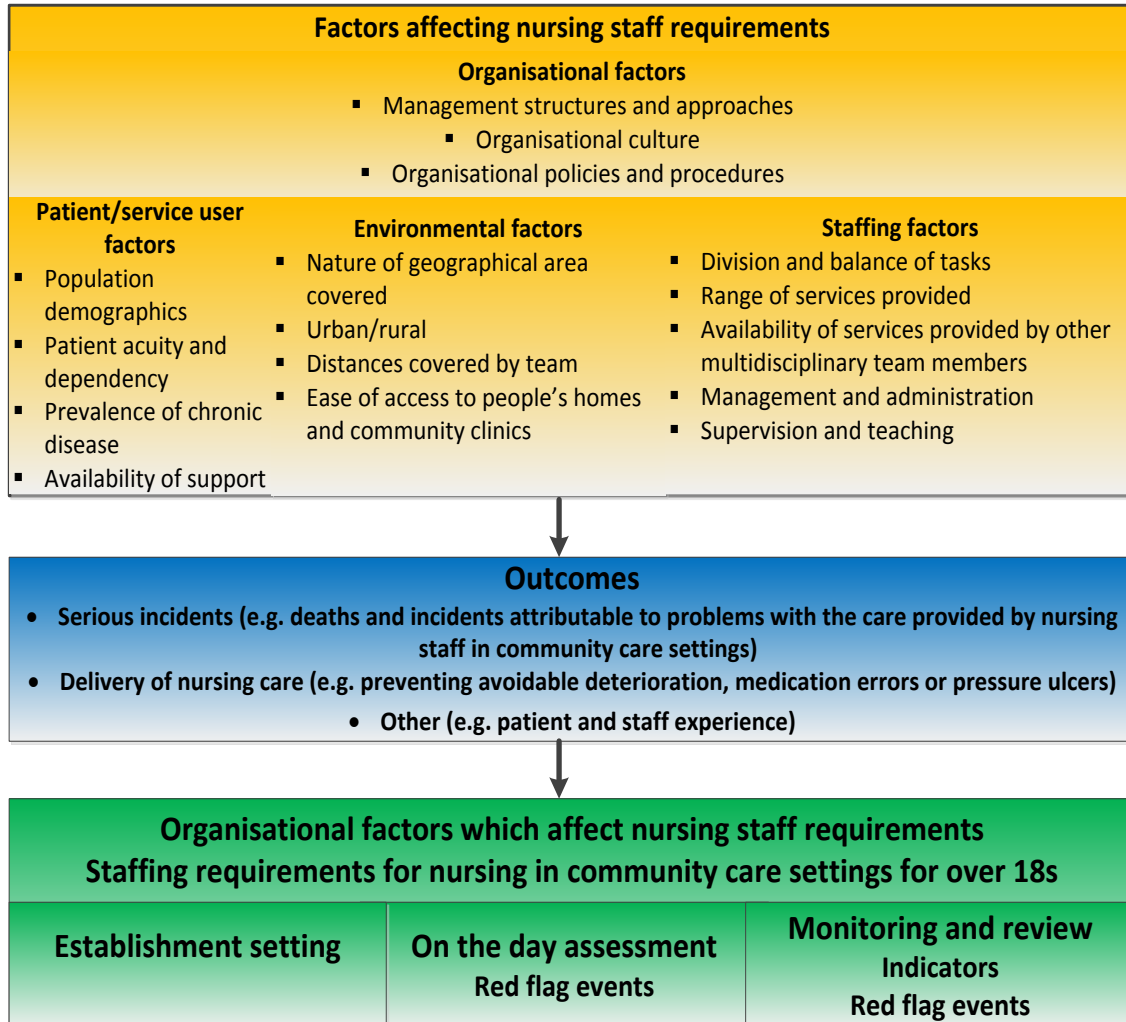 Factors affecting nursing staff requirements
Organisational factors
▪ Management structures and approaches
▪ Organisational culture
▪ Organisational policies and procedures
Patient/service user
factors
▪ Population
demographics
▪ Patient acuity and
dependency
▪ Prevalence of chronic
disease
▪ Availability of support
Environmental factors
▪ Nature of geographical area
covered
▪ Urban/rural
▪ Distances covered by team
▪ Ease of access to people’s homes
and community clinics
Staffing factors
▪ Division and balance of tasks
▪ Range of services provided
▪ Availability of services provided by other
multidisciplinary team members
▪ Management and administration
▪ Supervision and teaching
Outcomes
• Serious incidents (e.g. deaths and incidents attributable to problems with the care provided by nursing
staff in community care settings)
• Delivery of nursing care (e.g. preventing avoidable deterioration, medication errors or pressure ulcers)
• Other (e.g. patient and staff experience)
Organisational factors which affect nursing staff requirements
Staffing requirements for nursing in community care settings for over 18s
Establishment setting
On the day assessment
Red flag events
Monitoring and review
Indicators
Red flag events